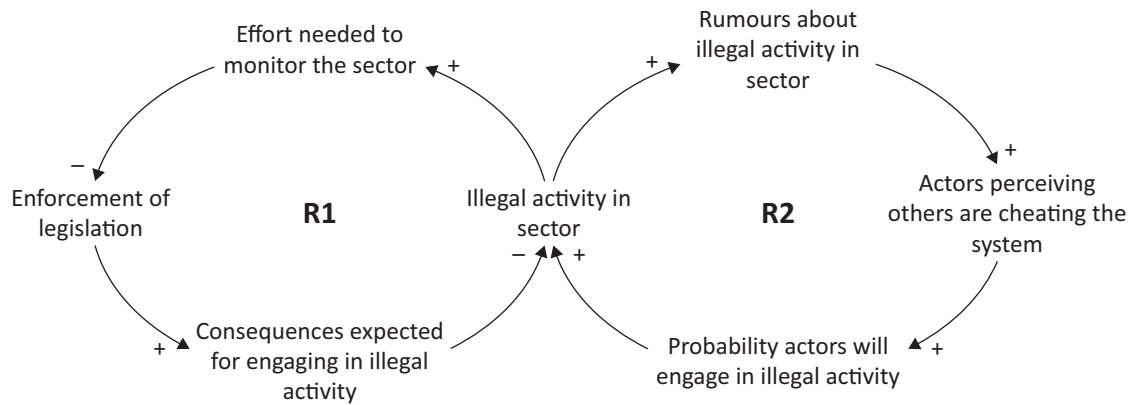 Effort needed to
monitor the sector
+
–
Enforcement of
legislation
R1
+
Consequences expected
for engaging in illegal
activity
–
Illegal activity in
sector
+
Rumours about
illegal activity in
sector
+
Actors perceiving
others are cheating the
system
R2
+
Probability actors will
engage in illegal activity
+